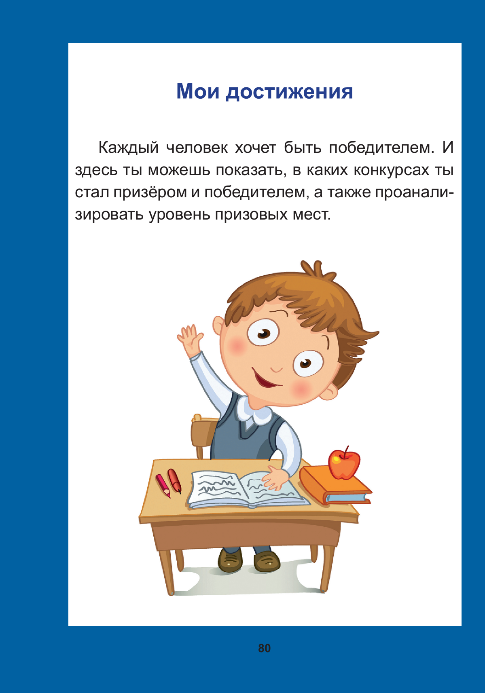 Мои достижения
Каждый человек хочет быть победителем. И
здесь ты можешь показать, в каких конкурсах ты
стал призёром и победителем, а также проанали-
зировать уровень призовых мест.
80